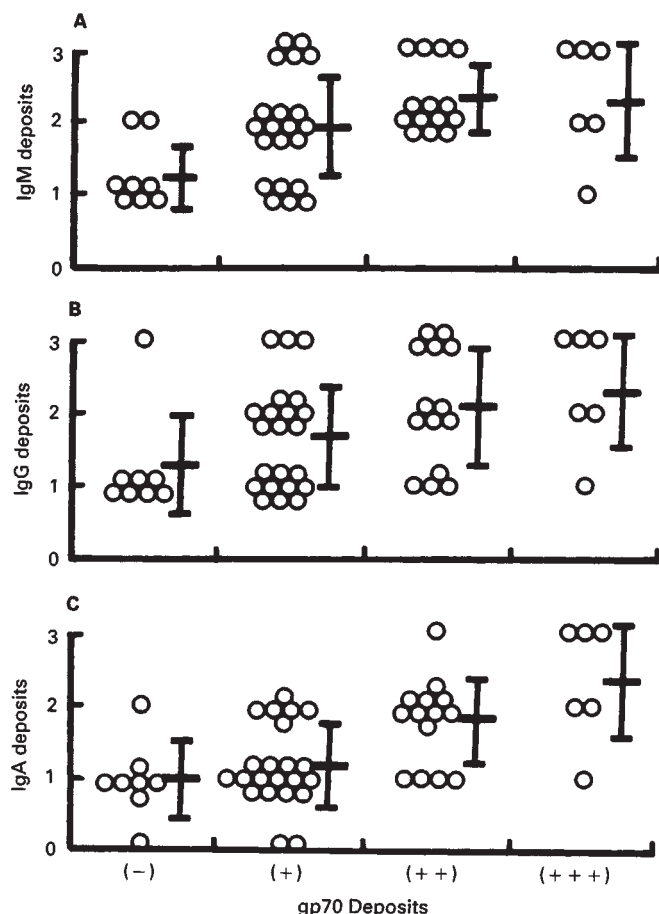 A
3
2
1
0
IgM deposits
B
3
2
1
0
IgG deposits
C
3
2
1
0
IgA deposits
(-) (+) (++) (+++)
gp70 Deposits